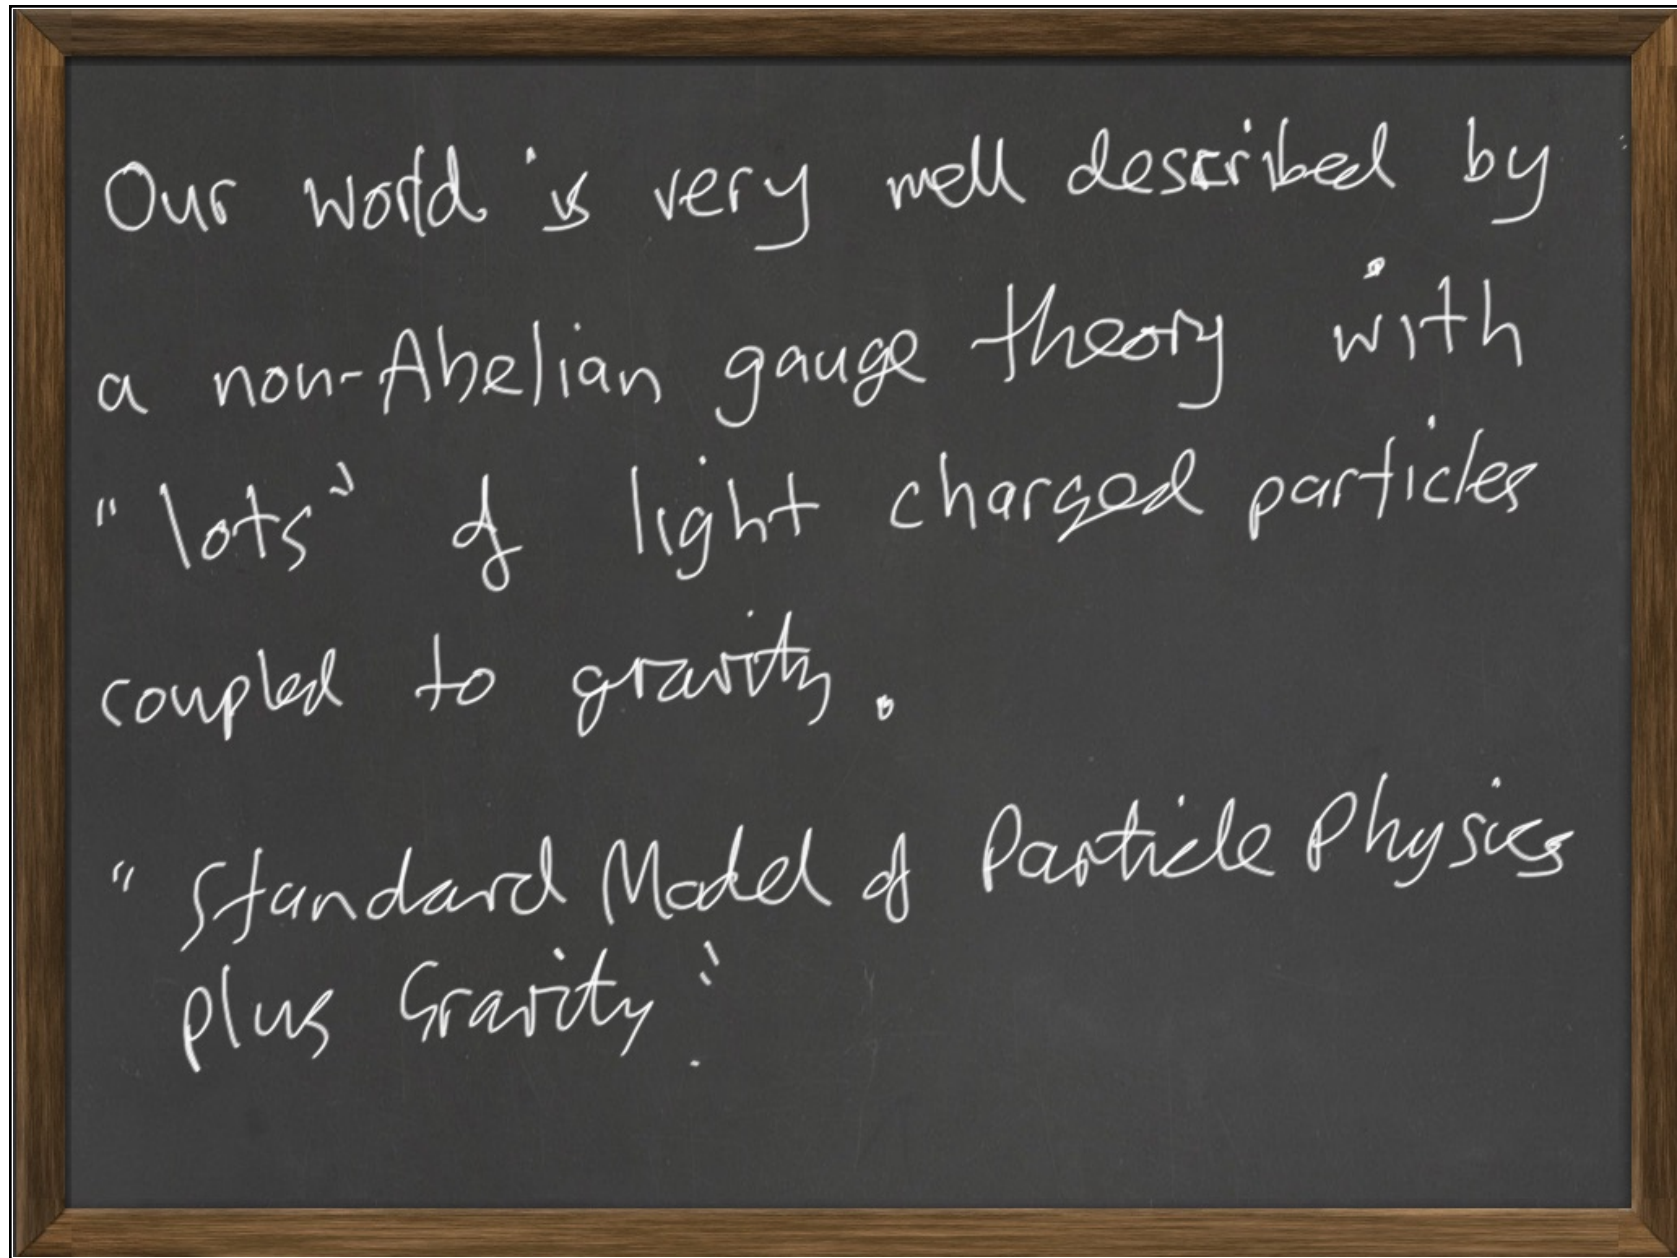 Our world is very well described by
a non-Abelian gauge theory with
"lots" of light charged particles
coupled to gravity.
"Standard Model of Particle Physics
plus Gravity".